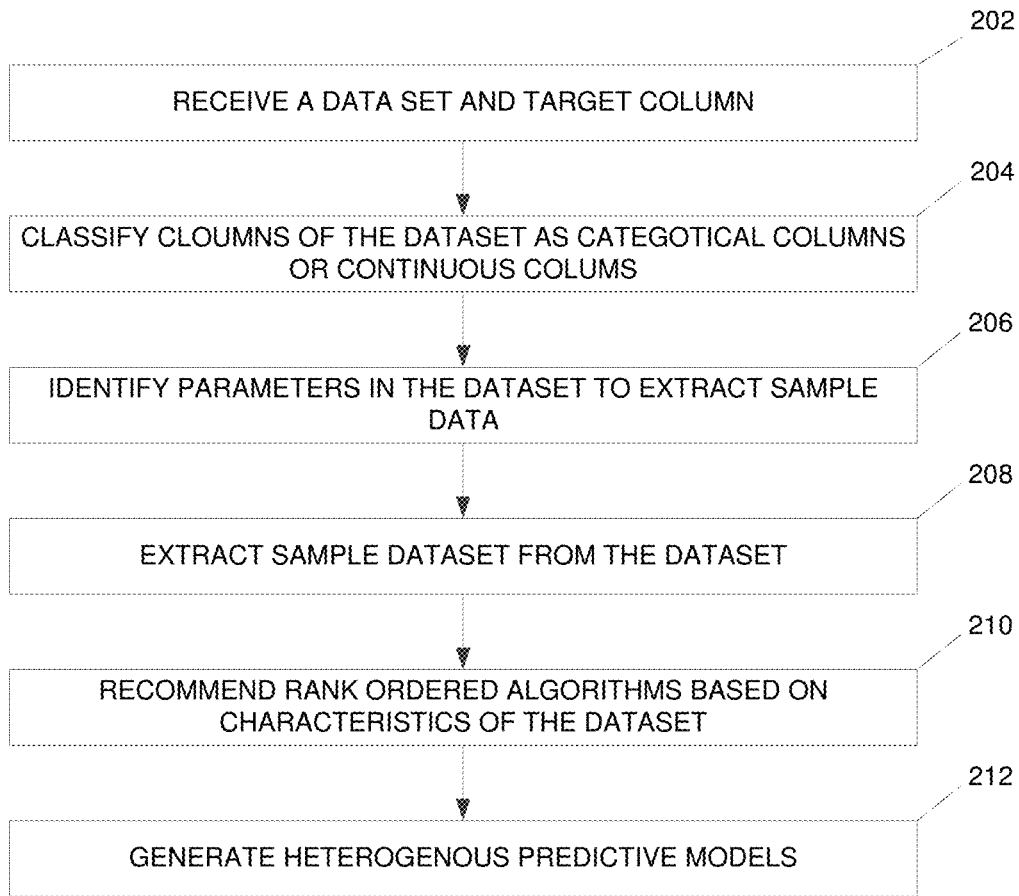 202
RECEIVE A DATA SET AND TARGET COLUMN
204
CLASSIFY CLOUMNS OF THE DATASET AS CATEGOTICAL COLUMNS
OR CONTINUOUS COLUMS
206
IDENTIFY PARAMETERS IN THE DATASET TO EXTRACT SAMPLE
DATA
208
EXTRACT SAMPLE DATASET FROM THE DATASET
210
RECOMMEND RANK ORDERED ALGORITHMS BASED ON
CHARACTERISTICS OF THE DATASET
212
GENERATE HETEROGENOUS PREDICTIVE MODELS